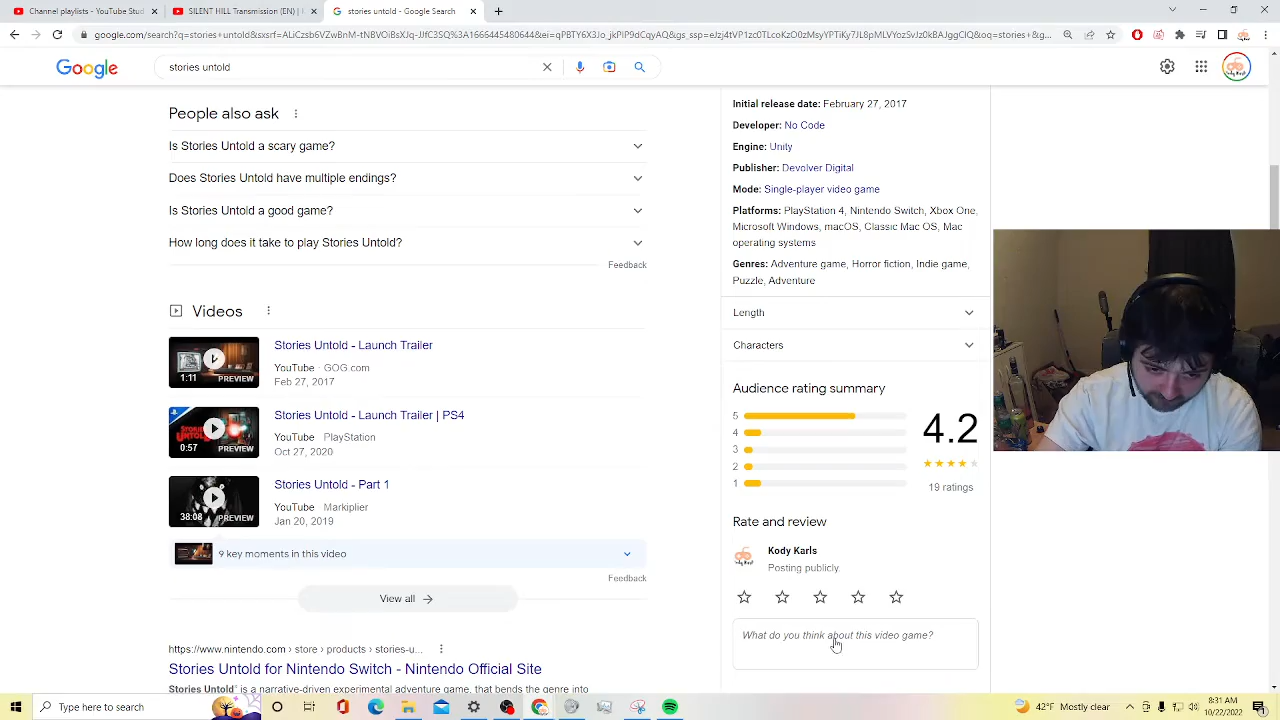 Channel playlists - YouTube Stud
SILENT HILL Transmission (EN) |
stories untold - Google Search
Google
stories untold
People also ask
Is Stories Untold a scary game?
Does Stories Untold have multiple endings?
Is Stories Untold a good game?
How long does it take to play Stories Untold?
Feedback
Videos
Stories Untold - Launch Trailer
YouTube · GOG.com
Feb 27, 2017
1:11 PREVIEW
Stories Untold - Launch Trailer | PS4
YouTube · PlayStation
Oct 27, 2020
0:57 PREVIEW
Stories Untold - Part 1
YouTube · Markiplier
Jan 20, 2019
38:08 PREVIEW
9 key moments in this video
Feedback
View all
https://www.nintendo.com › store › products › stories-u...
Stories Untold for Nintendo Switch - Nintendo Official Site
Stories Untold" is a narrative-driven experimental adventure game, that bends the genre into
Initial release date: February 27, 2017
Developer: No Code
Engine: Unity
Publisher: Devolver Digital
Mode: Single-player video game
Platforms: PlayStation 4, Nintendo Switch, Xbox One,
Microsoft Windows, macOS, Classic Mac OS, Mac
operating systems
Genres: Adventure game, Horror fiction, Indie game,
Puzzle, Adventure
Length
Characters
Audience rating summary
5
4
3
2
1
4.2
19 ratings
Rate and review
Kody Karls
Posting publicly.
What do you think about this video game?
Type here to search
42°F Mostly clear
8:31 AM
10/22/2022